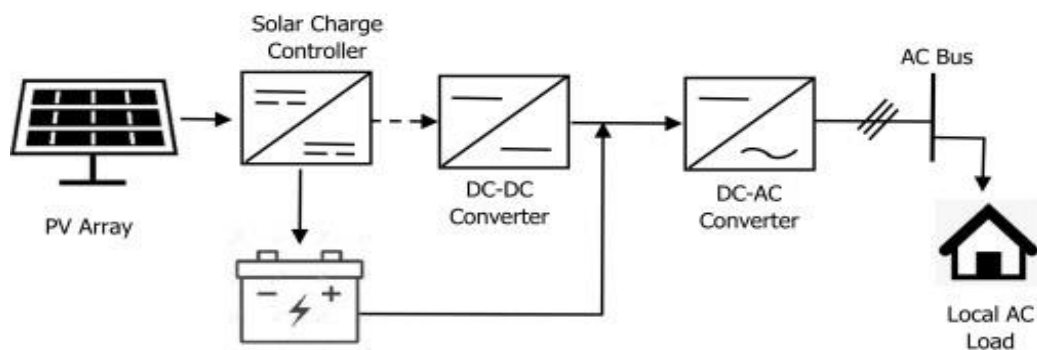 Solar Charge
Controller
AC Bus
PV Array
DC-DC
Converter
DC-AC
Converter
− +
Local AC
Load